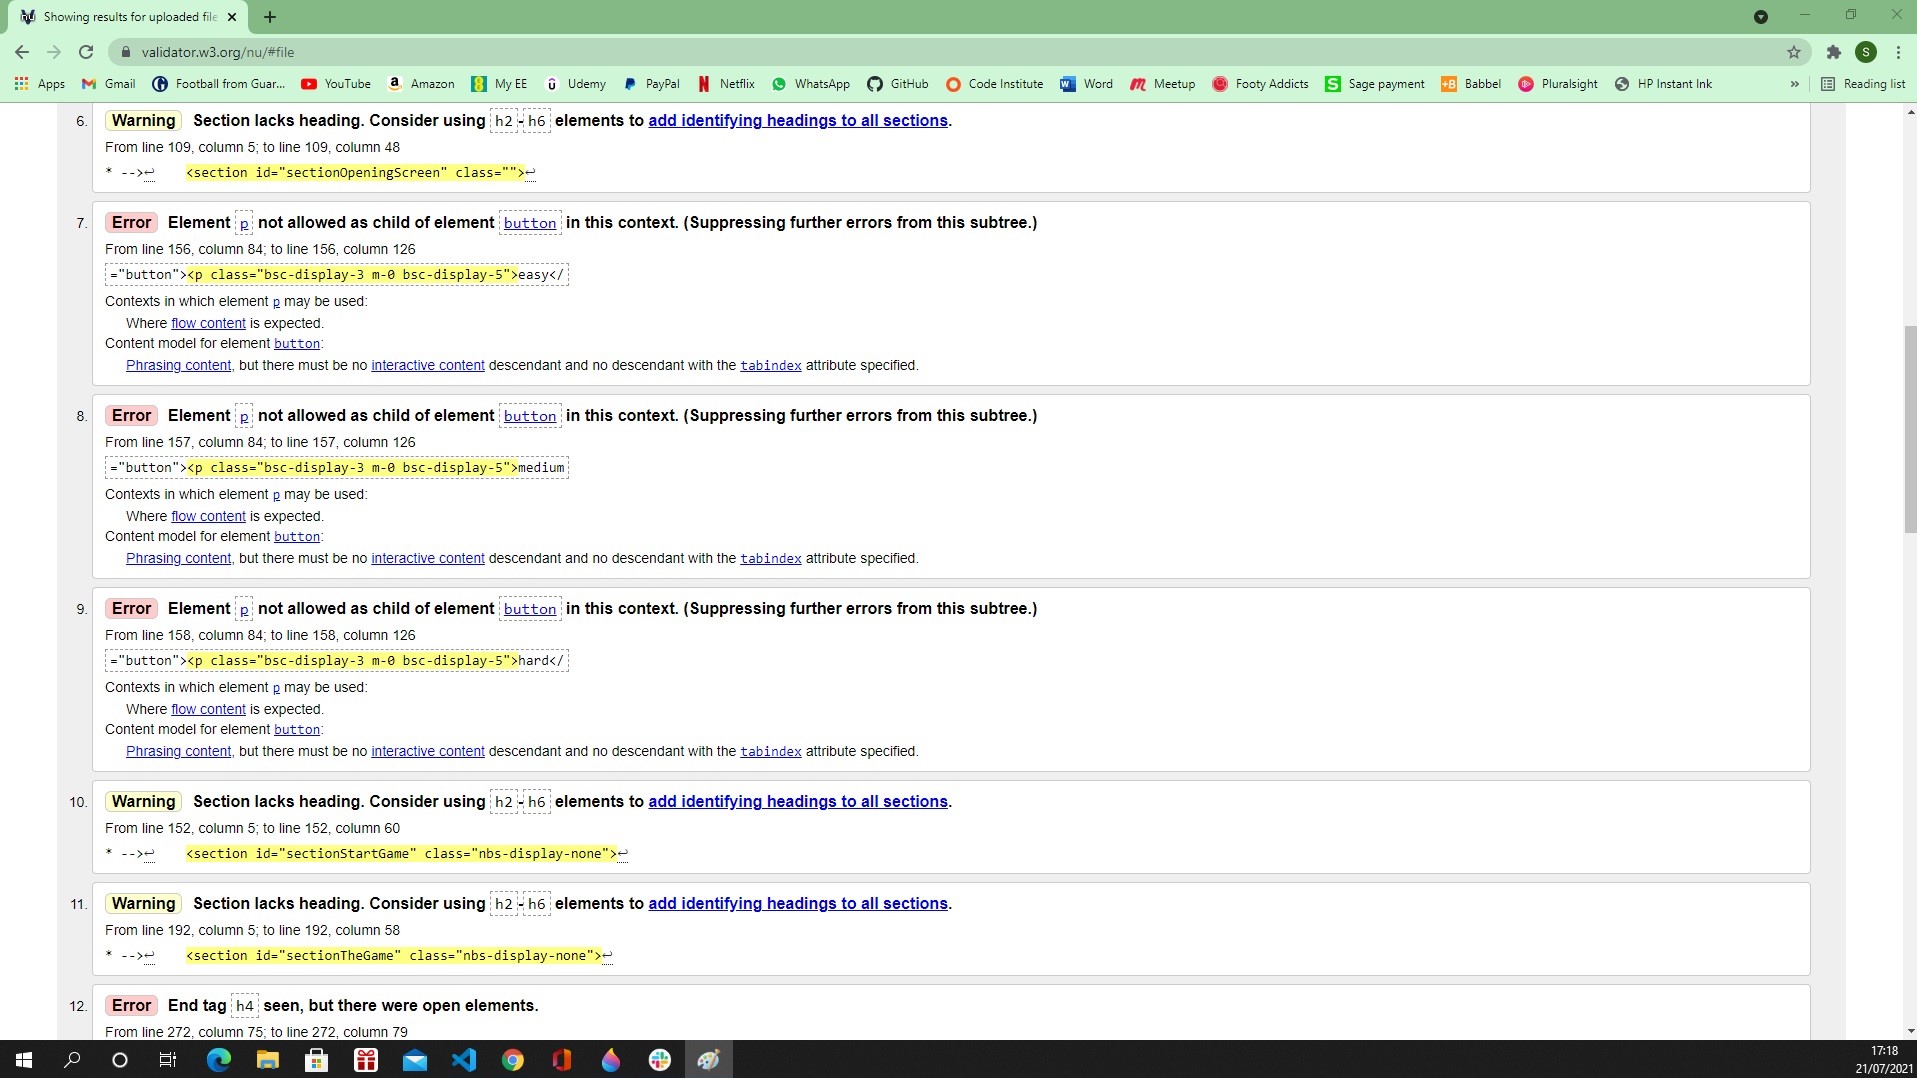 Showing results for uploaded file
validator.w3.org/nu/#file
S
Apps Gmail Football from Guar... YouTube Amazon My EE Udemy PayPal Netflix WhatsApp GitHub Code Institute Word Meetup Footy Addicts Sage payment Babbel Pluralsight HP Instant Ink » Reading list
6. Warning Section lacks heading. Consider using h2-h6 elements to add identifying headings to all sections.
From line 109, column 5; to line 109, column 48
* -->↩ <section id="sectionOpeningScreen" class="">↩
7. Error Element p not allowed as child of element button in this context. (Suppressing further errors from this subtree.)
From line 156, column 84; to line 156, column 126
="button"><p class="bsc-display-3 m-0 bsc-display-5">easy</
Contexts in which element p may be used:
Where flow content is expected.
Content model for element button:
Phrasing content, but there must be no interactive content descendant and no descendant with the tabindex attribute specified.
8. Error Element p not allowed as child of element button in this context. (Suppressing further errors from this subtree.)
From line 157, column 84; to line 157, column 126
="button"><p class="bsc-display-3 m-0 bsc-display-5">medium
Contexts in which element p may be used:
Where flow content is expected.
Content model for element button:
Phrasing content, but there must be no interactive content descendant and no descendant with the tabindex attribute specified.
9. Error Element p not allowed as child of element button in this context. (Suppressing further errors from this subtree.)
From line 158, column 84; to line 158, column 126
="button"><p class="bsc-display-3 m-0 bsc-display-5">hard</
Contexts in which element p may be used:
Where flow content is expected.
Content model for element button:
Phrasing content, but there must be no interactive content descendant and no descendant with the tabindex attribute specified.
10. Warning Section lacks heading. Consider using h2-h6 elements to add identifying headings to all sections.
From line 152, column 5; to line 152, column 60
* -->↩ <section id="sectionStartGame" class="nbs-display-none">↩
11. Warning Section lacks heading. Consider using h2-h6 elements to add identifying headings to all sections.
From line 192, column 5; to line 192, column 58
* -->↩ <section id="sectionTheGame" class="nbs-display-none">↩
12. Error End tag h4 seen, but there were open elements.
From line 272, column 75; to line 272, column 79
17:18
21/07/2021